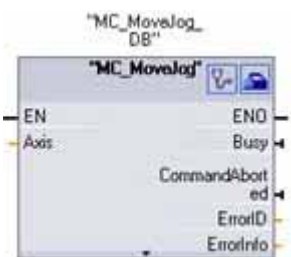 "MC_MoveJog_
DB"
"MC_MoveJog"
EN
ENO
Axis
Busy
CommandAbort
ed
ErrorID
ErrorInfo